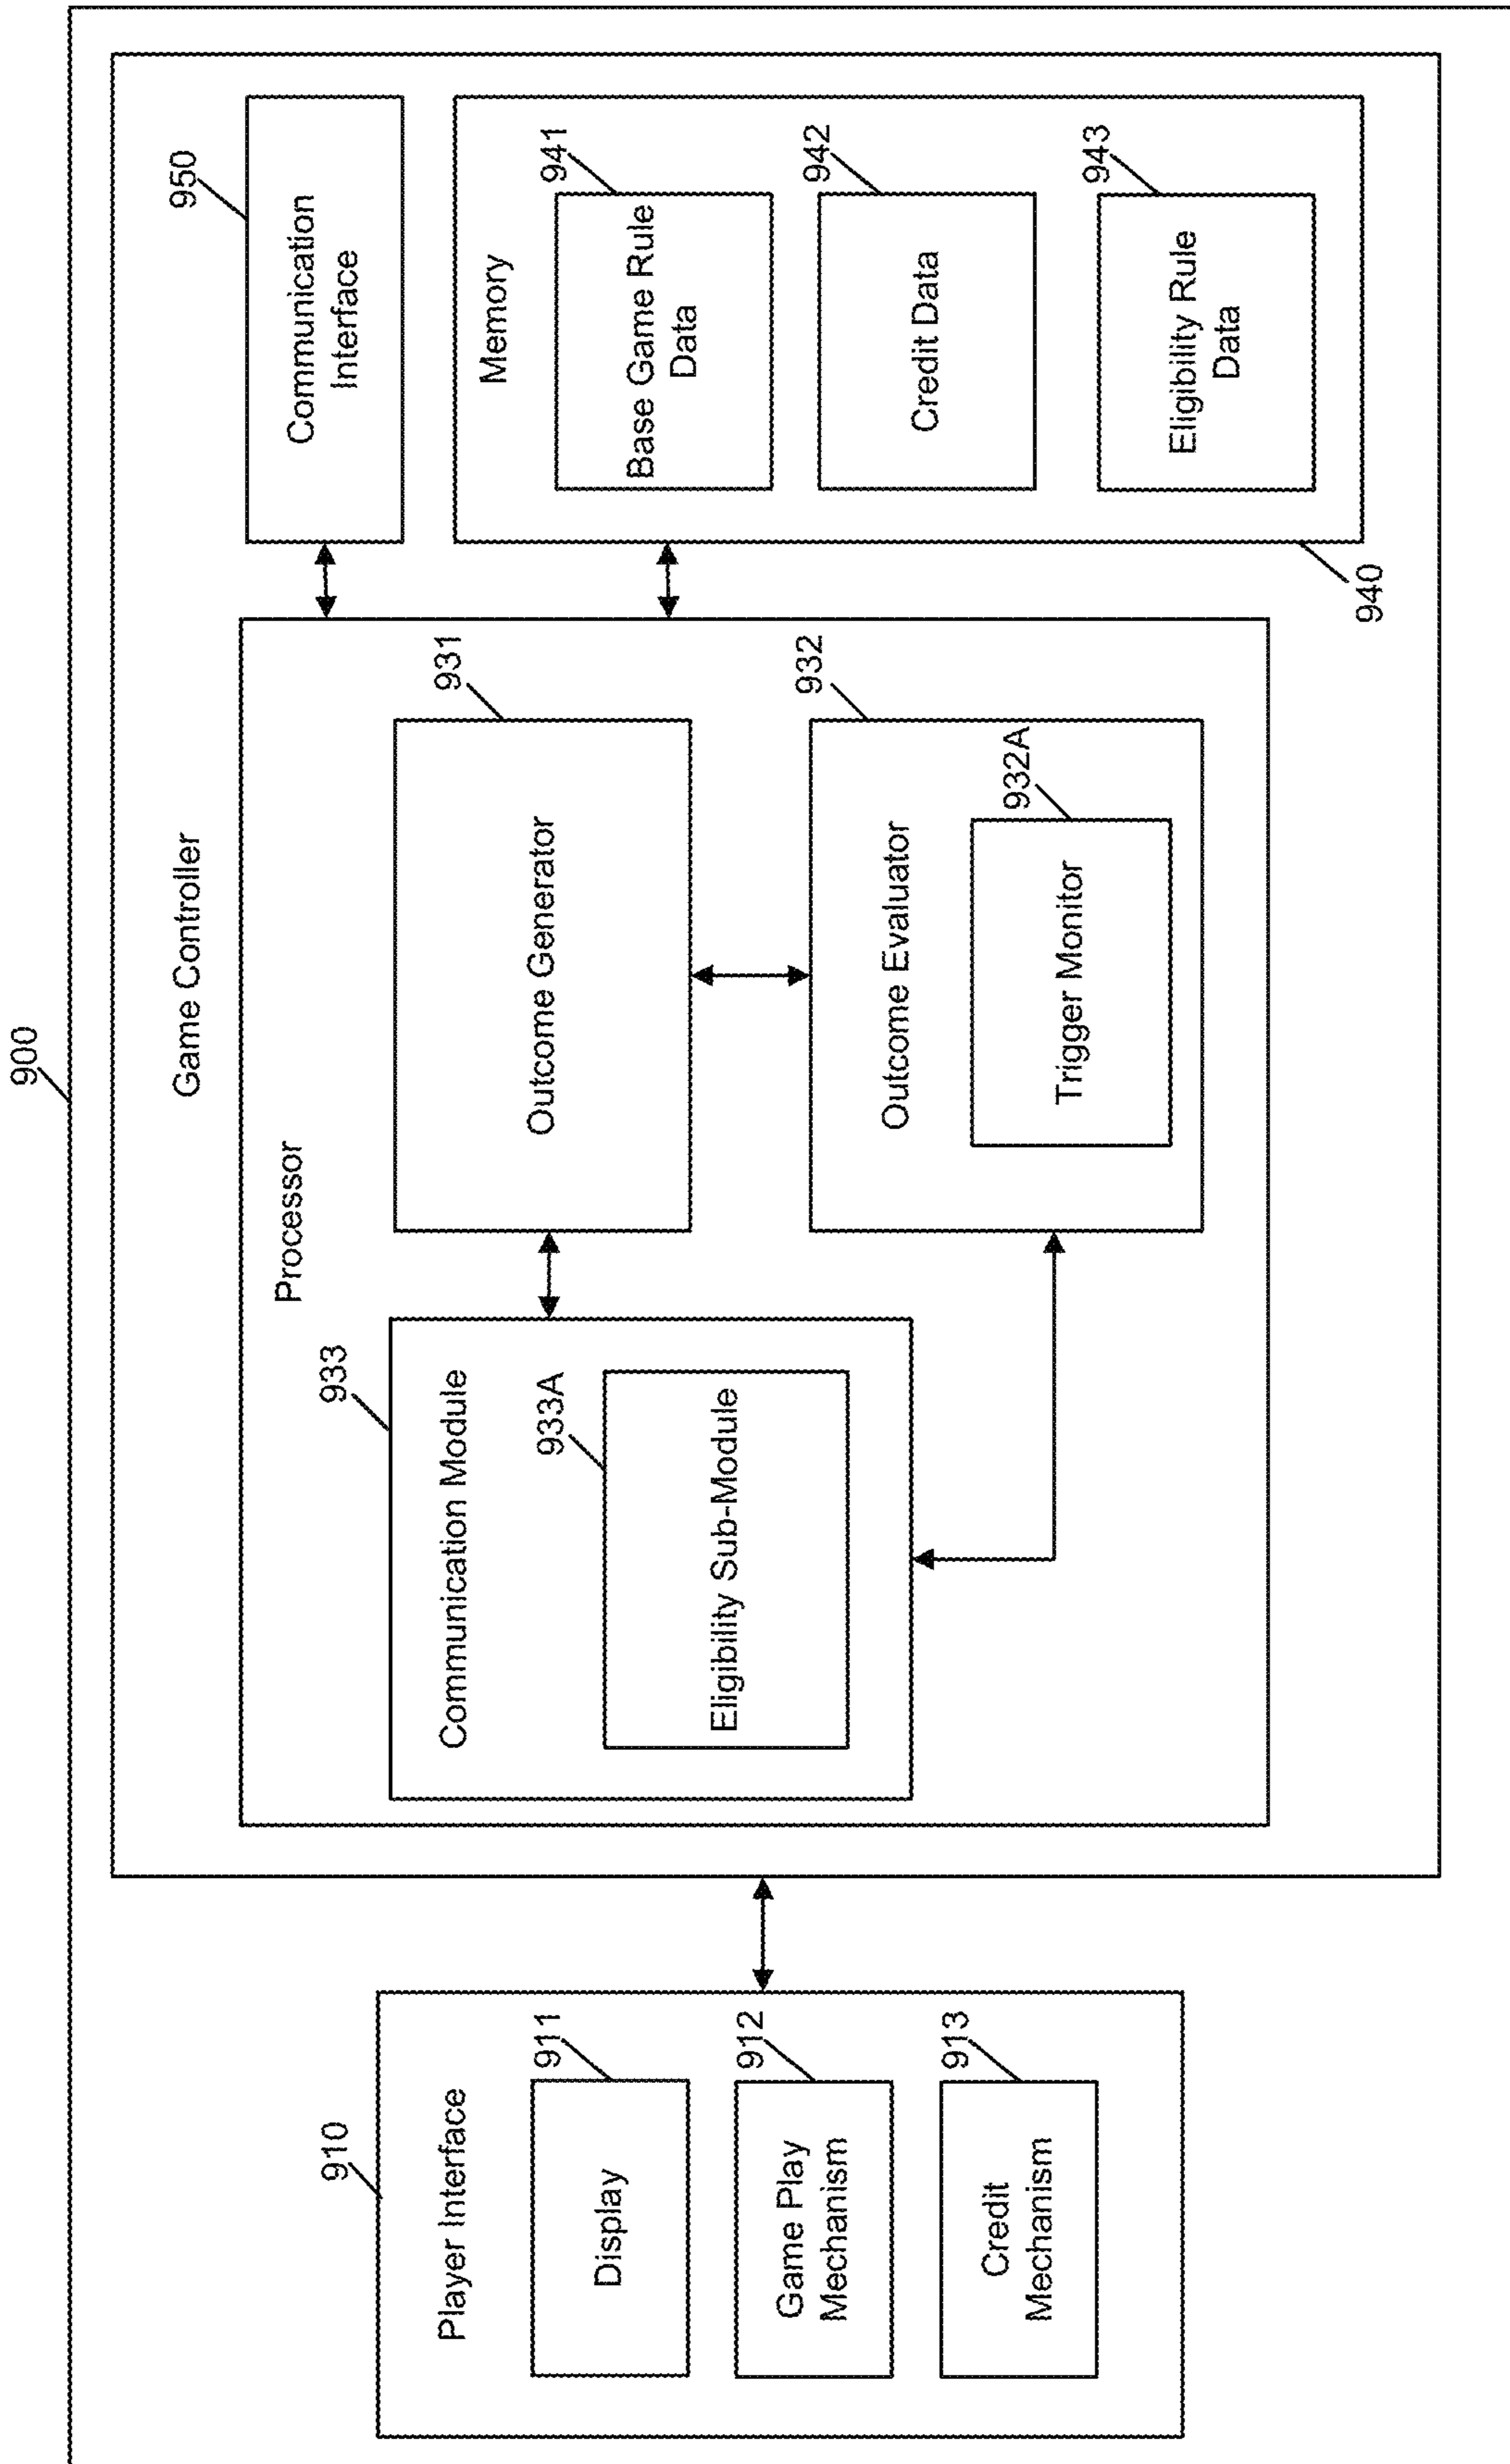 900
910
Player Interface
911
Display
912
Game Play
Mechanism
913
Credit
Mechanism
Game Controller
Processor
933
Communication Module
933A
Eligibility Sub-Module
931
Outcome Generator
932
Outcome Evaluator
932A
Trigger Monitor
950
Communication
Interface
Memory
941
Base Game Rule
Data
942
Credit Data
943
Eligibility Rule
Data
940